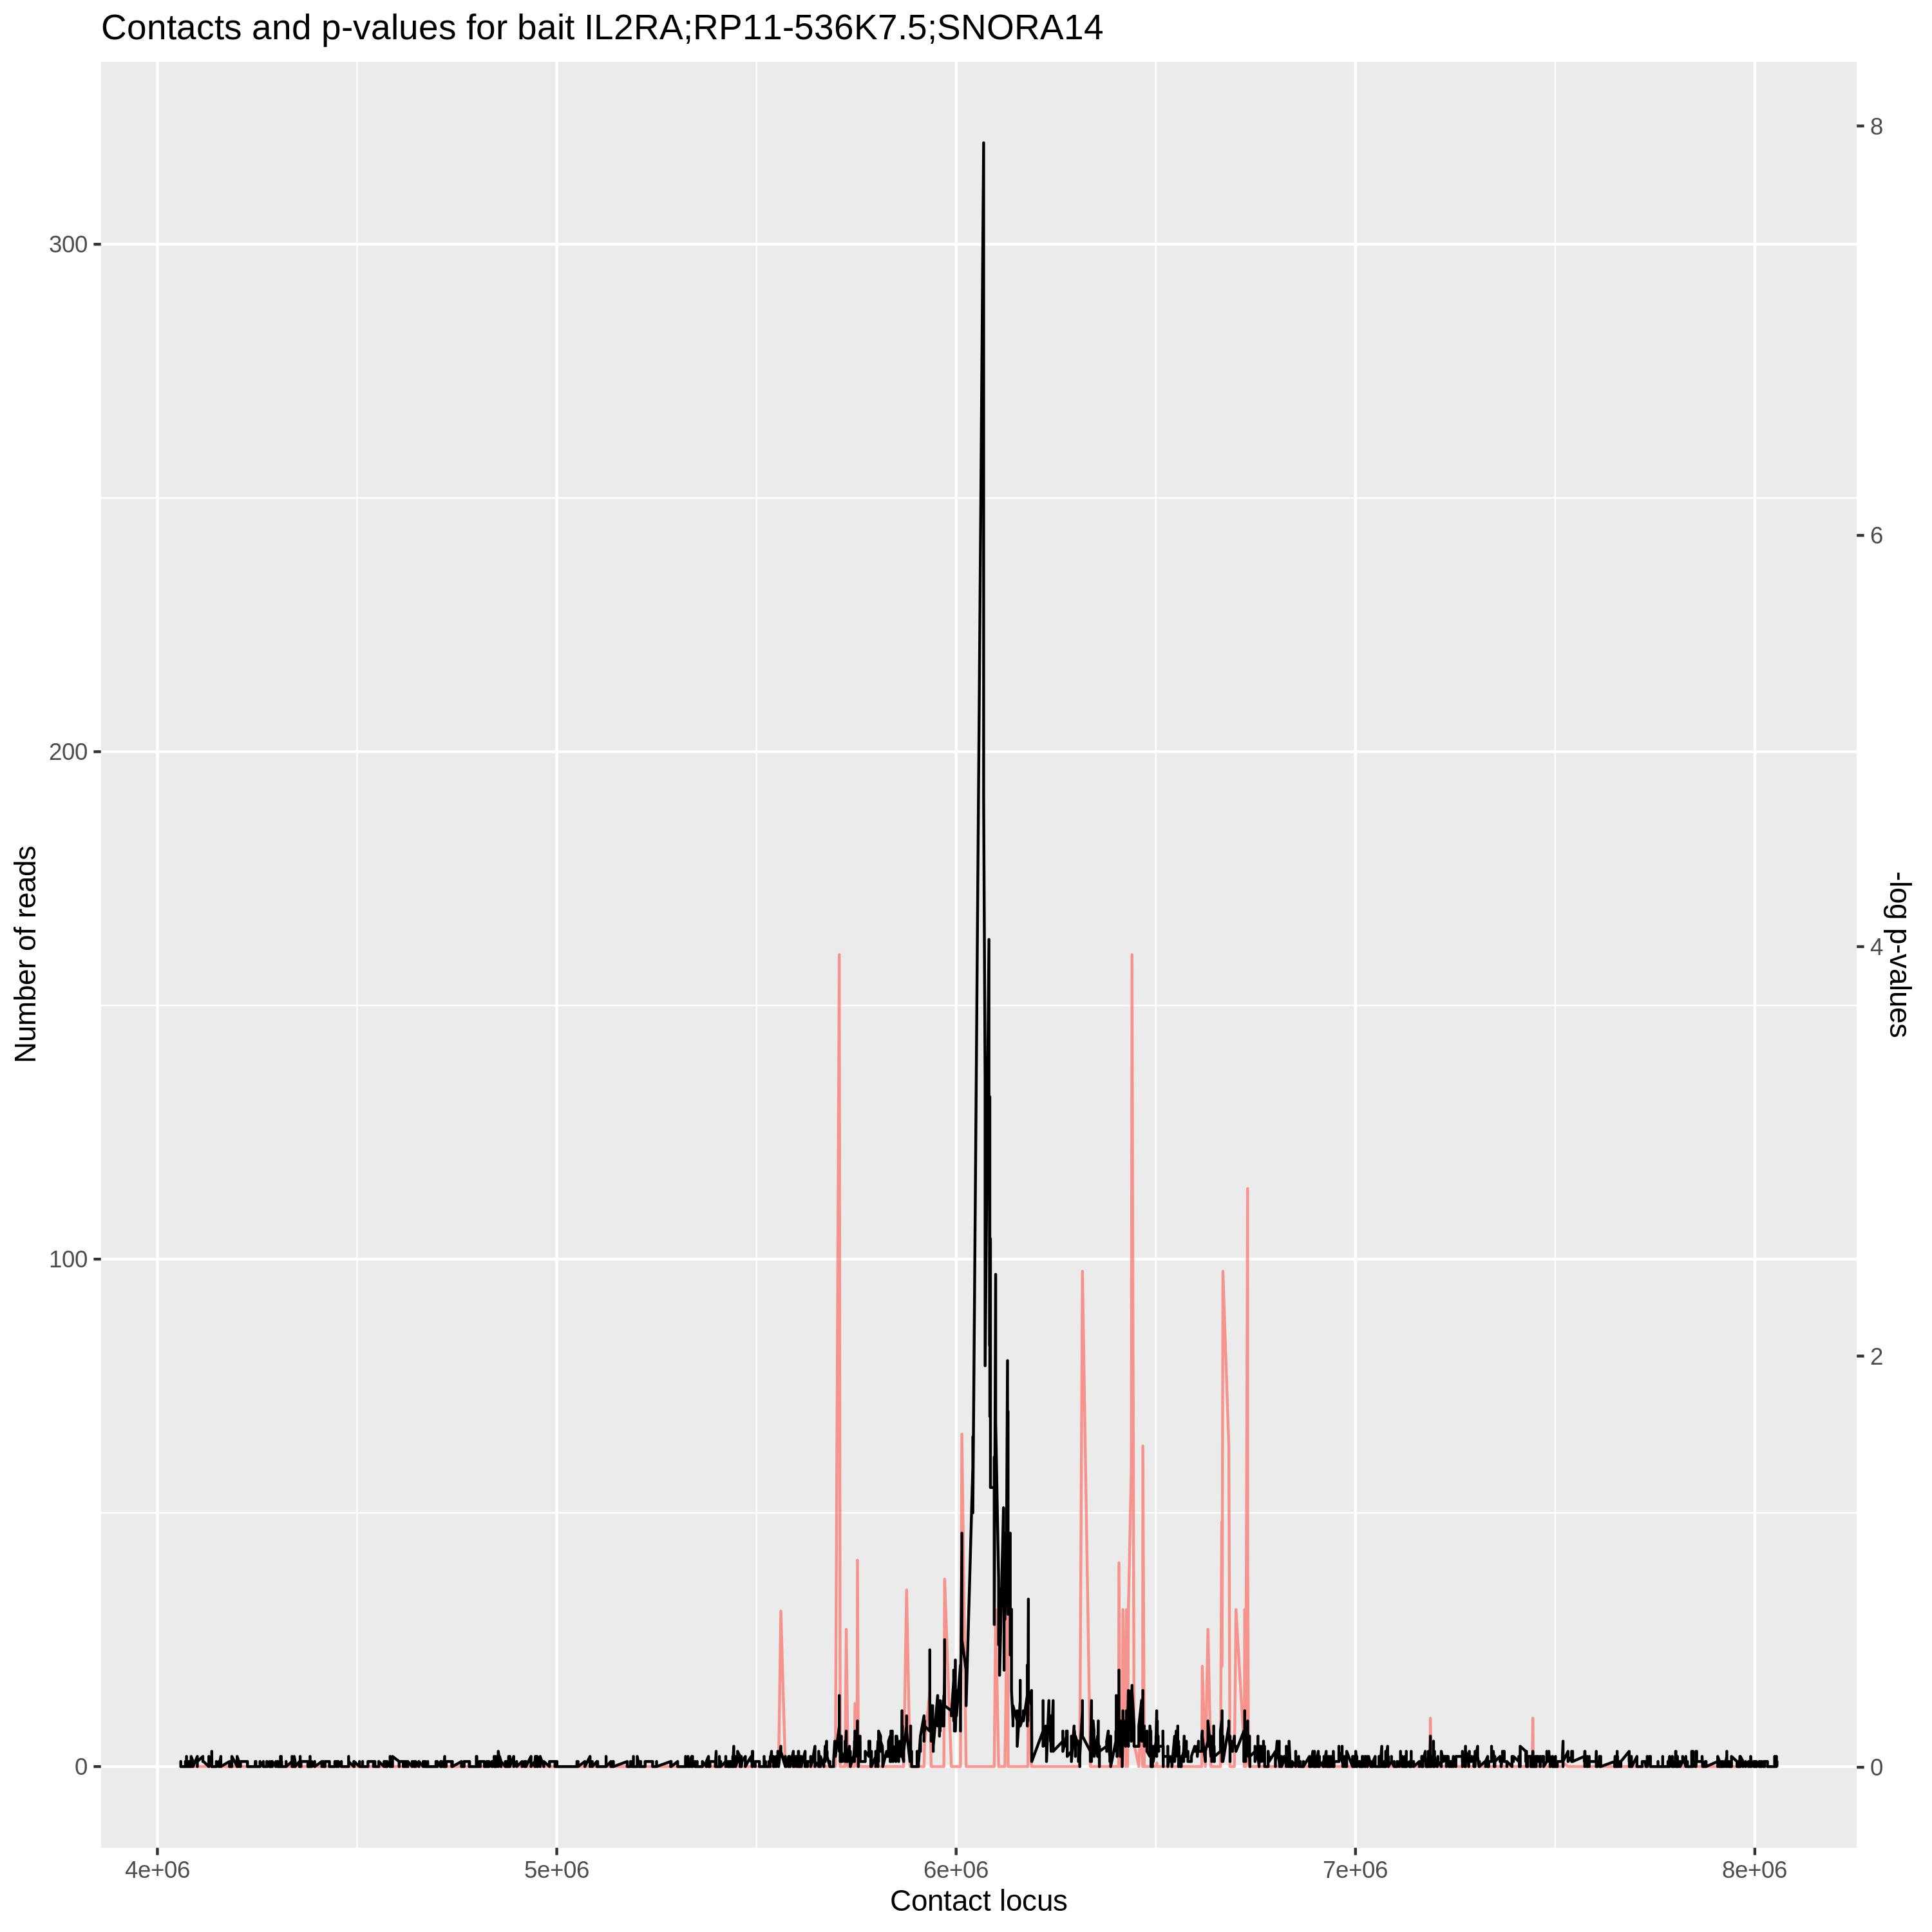 Contacts and p-values for bait IL2RA;RP11-536K7.5;SNORA14
Number of reads
300
200
100
0
8
6
4
2
0
-log p-values
4e+06 5e+06 6e+06 7e+06 8e+06
Contact locus